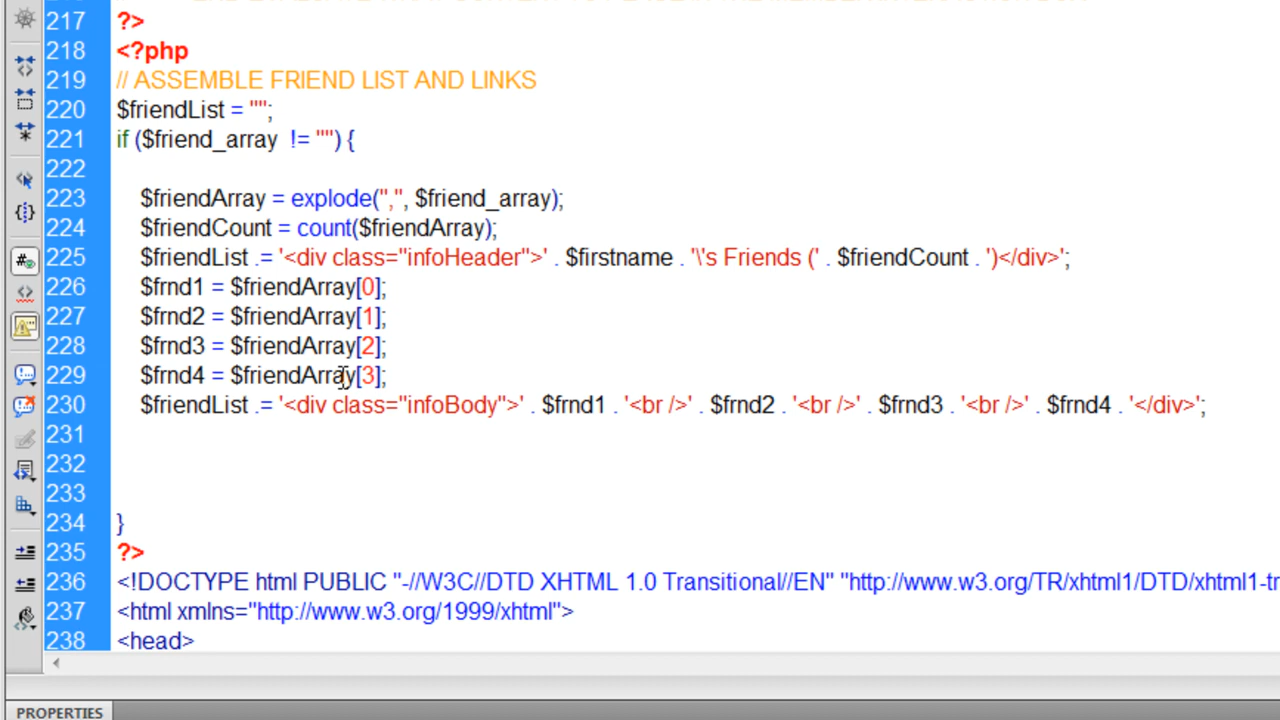 217 ?>
218 <?php
219 // ASSEMBLE FRIEND LIST AND LINKS
220 $friendList = "";
221 if ($friend_array != "") {
222
223 $friendArray = explode(",", $friend_array);
224 $friendCount = count($friendArray);
225 $friendList .= '<div class="infoHeader">' . $firstname . '\'s Friends (' . $friendCount . ')</div>';
226 $frnd1 = $friendArray[0];
227 $frnd2 = $friendArray[1];
228 $frnd3 = $friendArray[2];
229 $frnd4 = $friendArray[3];
230 $friendList .= '<div class="infoBody">' . $frnd1 . '<br />' . $frnd2 . '<br />' . $frnd3 . '<br />' . $frnd4 . '</div>';
231
232
233
234 }
235 ?>
236 <!DOCTYPE html PUBLIC "-//W3C//DTD XHTML 1.0 Transitional//EN" "http://www.w3.org/TR/xhtml1/DTD/xhtml1-tr
237 <html xmlns="http://www.w3.org/1999/xhtml">
238 <head>
PROPERTIES